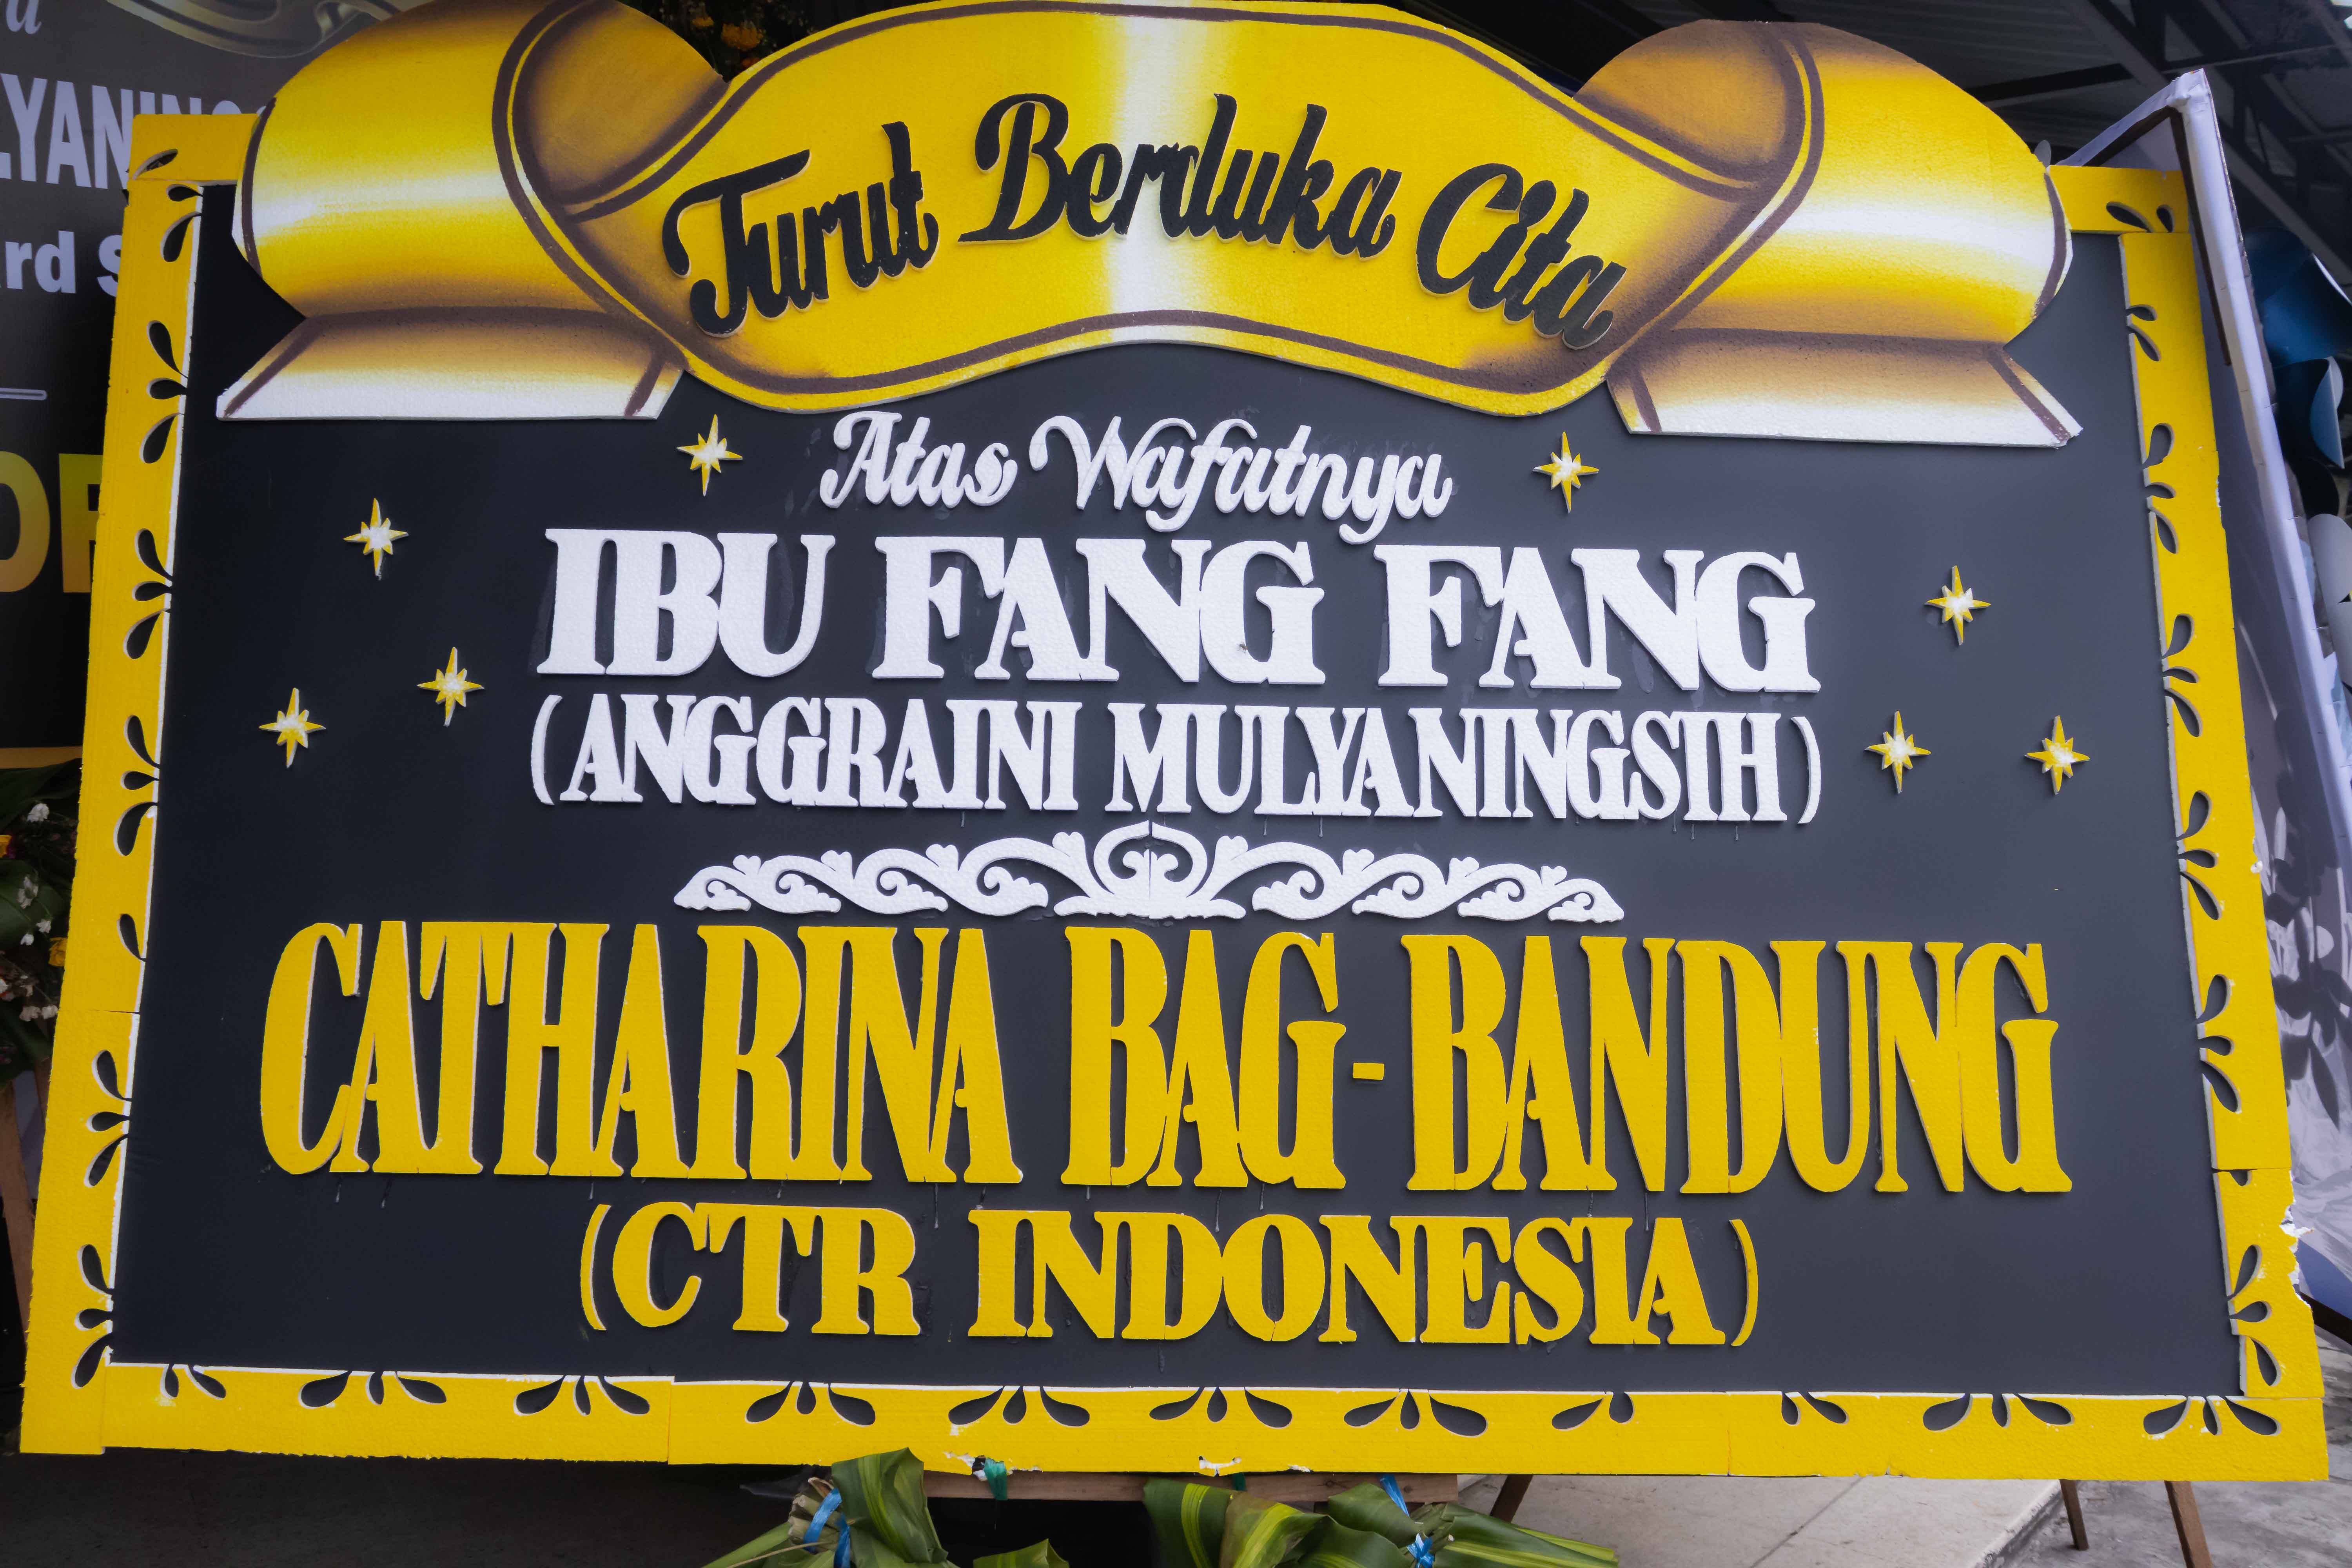 Turut Berduka Cita
Atas Wafatnya
IBU FANG FANG
(ANGGRAINI MULYANINGSIH)
CATHARINA BAG-BANDUNG
(CTR INDONESIA)